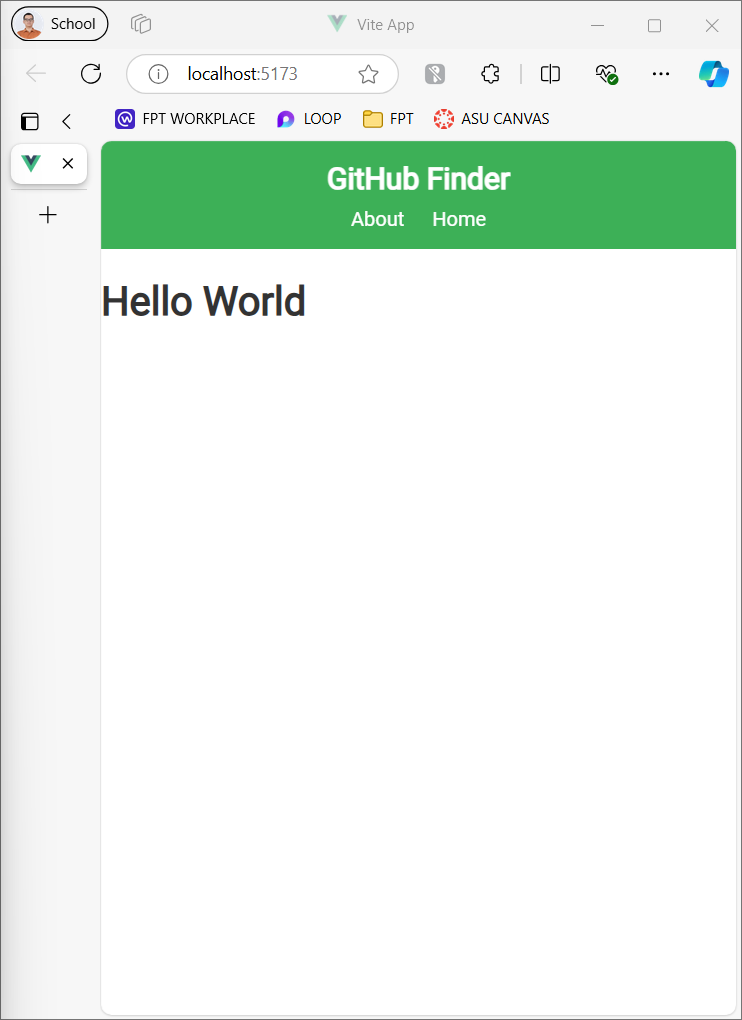 School
Vite App
localhost:5173
FPT WORKPLACE LOOP FPT ASU CANVAS
GitHub Finder
About Home
Hello World